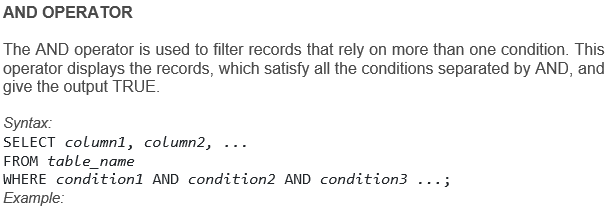 AND OPERATOR
The AND operator is used to filter records that rely on more than one condition. This
operator displays the records, which satisfy all the conditions separated by AND, and
give the output TRUE.
Syntax:
SELECT column1, column2, ...
FROM table_name
WHERE condition1 AND condition2 AND condition3 ...;
Example: